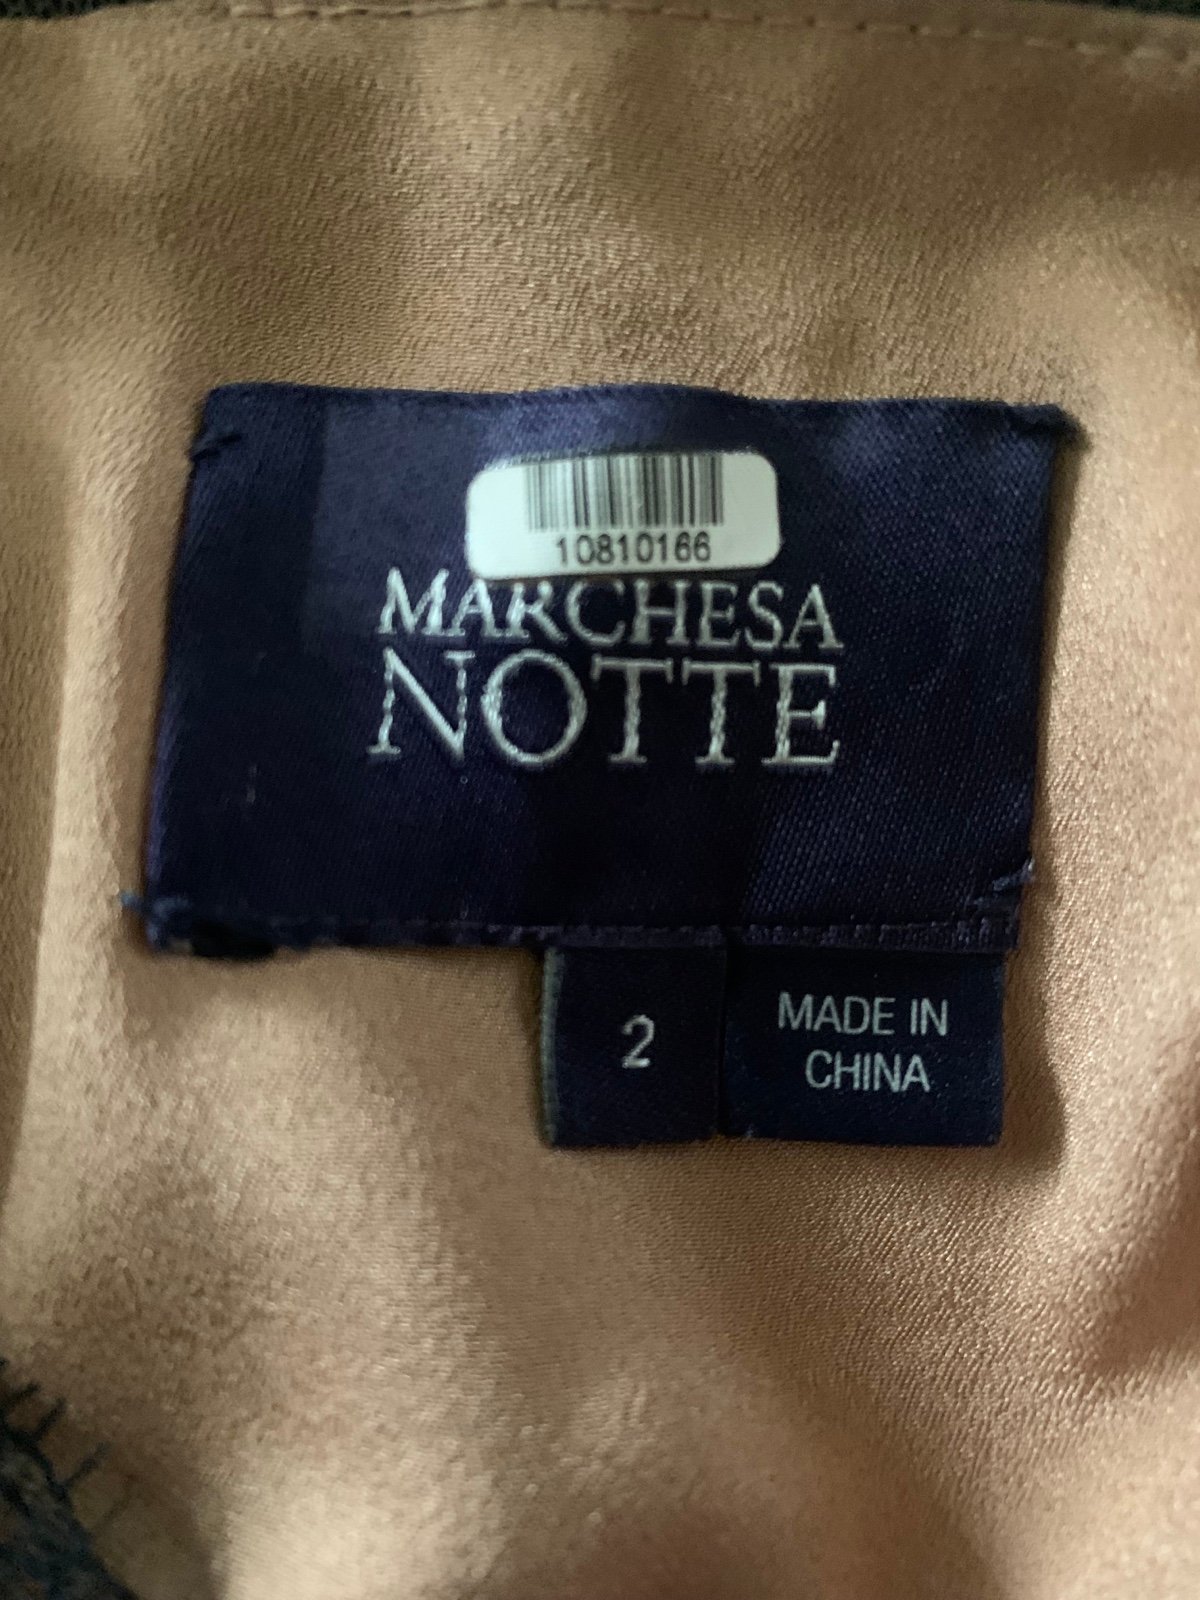 10810166
MARCHESA
NOTTE
2
MADE IN
CHINA